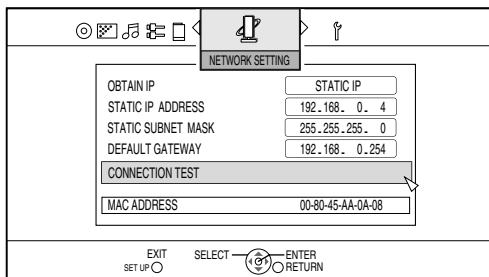 NETWORK SETTING
OBTAIN IP STATIC IP
STATIC IP ADDRESS 192.168. 0. 4
STATIC SUBNET MASK 255.255.255. 0
DEFAULT GATEWAY 192.168. 0.254
CONNECTION TEST
MAC ADDRESS 00-80-45-AA-0A-08
EXIT SELECT ENTER
SET UP RETURN